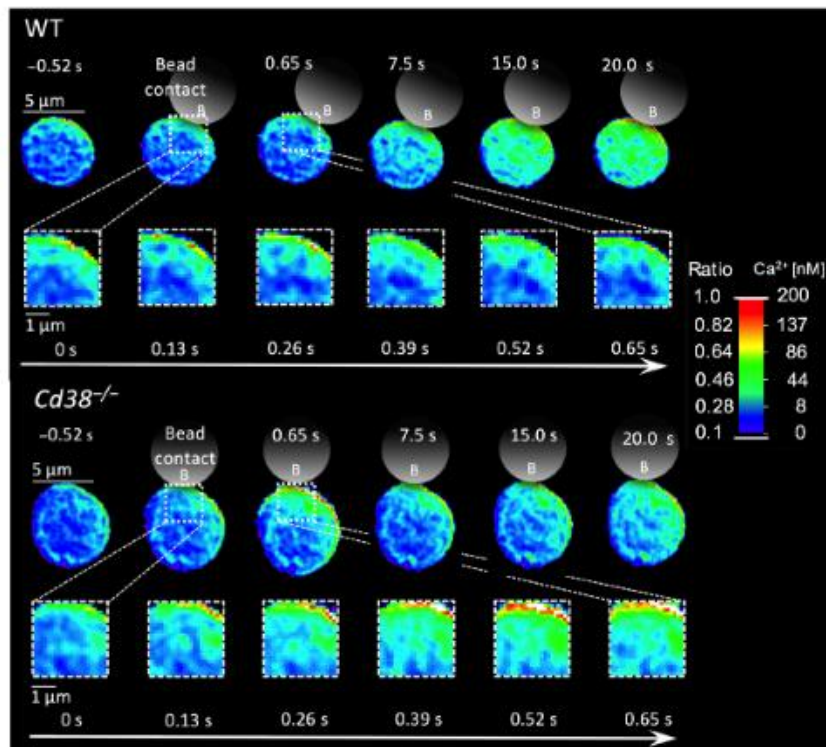 WT
−0.52 s Bead contact 0.65 s 7.5 s 15.0 s 20.0 s
5 μm
B B B B B
1 μm
0 s 0.13 s 0.26 s 0.39 s 0.52 s 0.65 s
Ratio Ca²⁺ [nM]
1.0 200
0.82 137
0.64 86
0.46 44
0.28 8
0.1 0
Cd38⁻/⁻
−0.52 s Bead contact 0.65 s 7.5 s 15.0 s 20.0 s
5 μm
B B B B B
1 μm
0 s 0.13 s 0.26 s 0.39 s 0.52 s 0.65 s